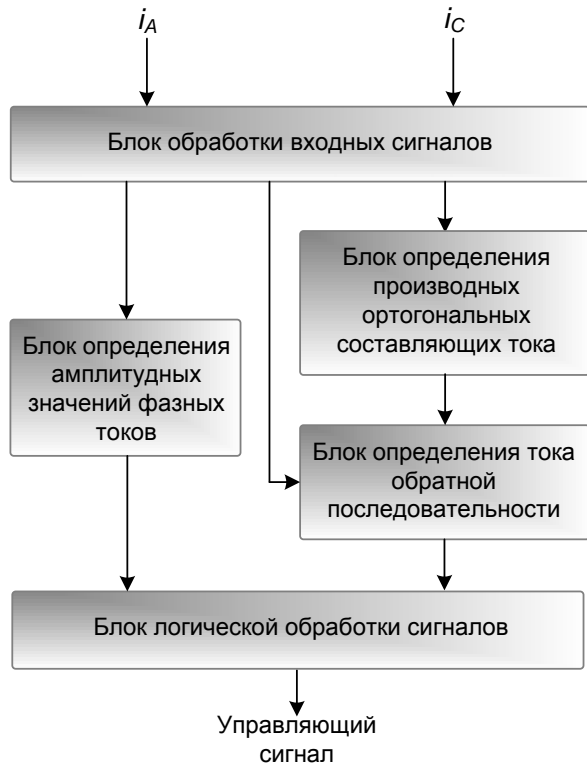 i_A i_C
Блок обработки входных сигналов
Блок определения
производных
ортогональных
составляющих тока
Блок определения
амплитудных
значений фазных
токов
Блок определения тока
обратной
последовательности
Блок логической обработки сигналов
Управляющий
сигнал